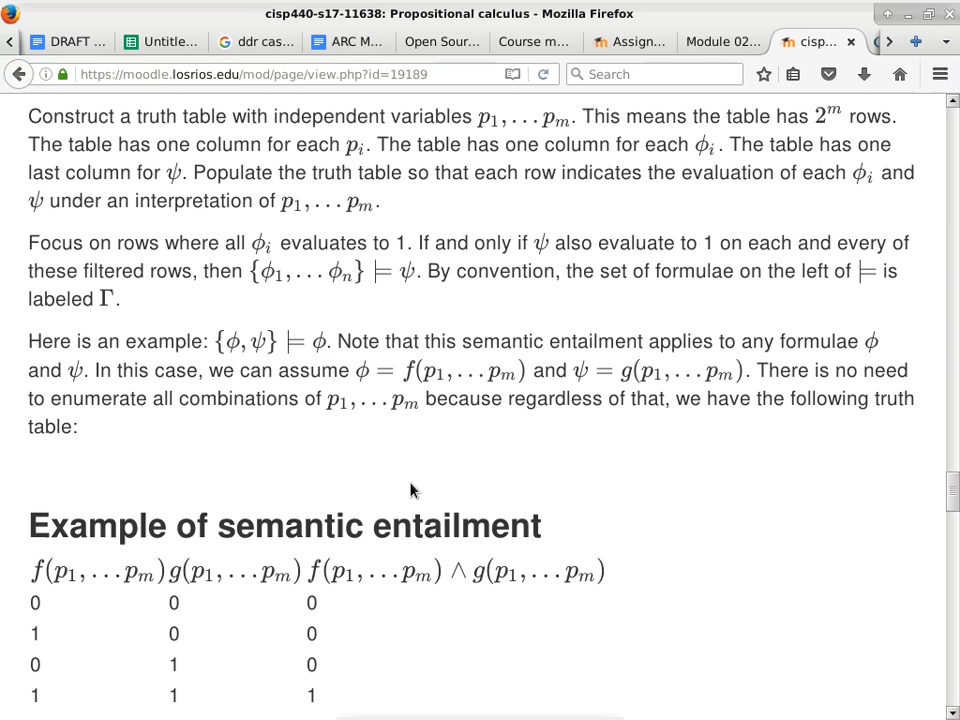 cisp440-s17-11638: Propositional calculus - Mozilla Firefox
DRAFT ... Untitle... ddr cas... ARC M... Open Sour... Course m... Assign... Module 02... cisp...
https://moodle.losrios.edu/mod/page/view.php?id=19189 Search
Construct a truth table with independent variables p₁, … pₘ. This means the table has 2ᵐ rows.
The table has one column for each pᵢ. The table has one column for each ϕᵢ. The table has one
last column for ψ. Populate the truth table so that each row indicates the evaluation of each ϕᵢ and
ψ under an interpretation of p₁, … pₘ.
Focus on rows where all ϕᵢ evaluates to 1. If and only if ψ also evaluate to 1 on each and every of
these filtered rows, then {ϕ₁, … ϕₙ} ⊨ ψ. By convention, the set of formulae on the left of ⊨ is
labeled Γ.
Here is an example: {ϕ, ψ} ⊨ ϕ. Note that this semantic entailment applies to any formulae ϕ
and ψ. In this case, we can assume ϕ = f(p₁, … pₘ) and ψ = g(p₁, … pₘ). There is no need
to enumerate all combinations of p₁, … pₘ because regardless of that, we have the following truth
table:
Example of semantic entailment
f(p₁, … pₘ) g(p₁, … pₘ) f(p₁, … pₘ) ∧ g(p₁, … pₘ)
0 0 0
1 0 0
0 1 0
1 1 1